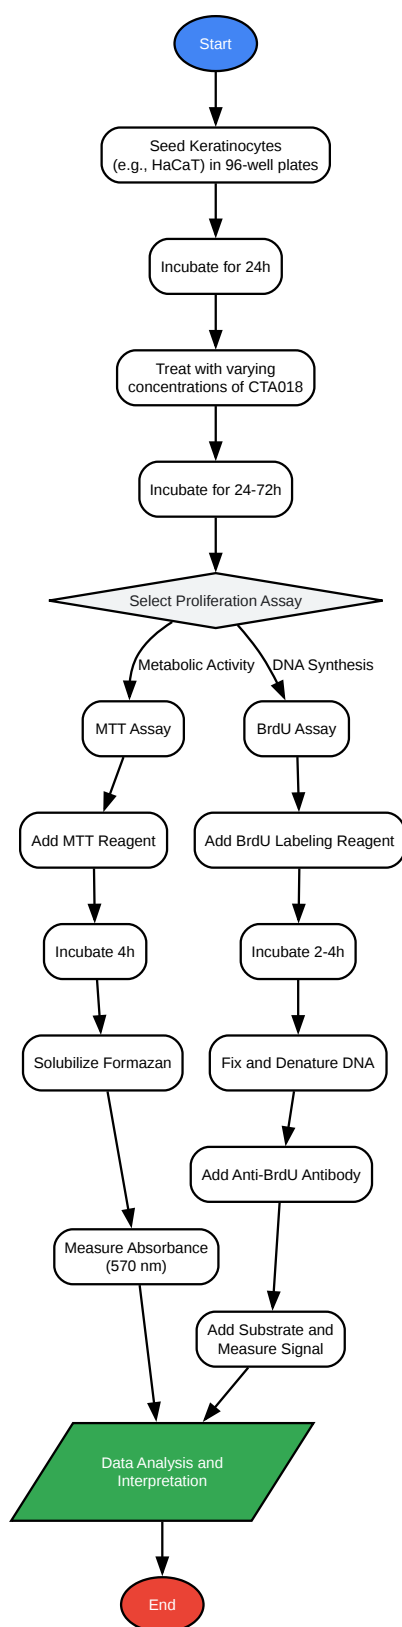 Start
Seed Keratinocytes
(e.g., HaCaT) in 96-well plates
Incubate for 24h
Treat with varying
concentrations of CTA018
Incubate for 24-72h
Select Proliferation Assay
Metabolic Activity
DNA Synthesis
MTT Assay
BrdU Assay
Add MTT Reagent
Add BrdU Labeling Reagent
Incubate 4h
Incubate 2-4h
Solubilize Formazan
Fix and Denature DNA
Add Anti-BrdU Antibody
Measure Absorbance
(570 nm)
Add Substrate and
Measure Signal
Data Analysis and
Interpretation
End